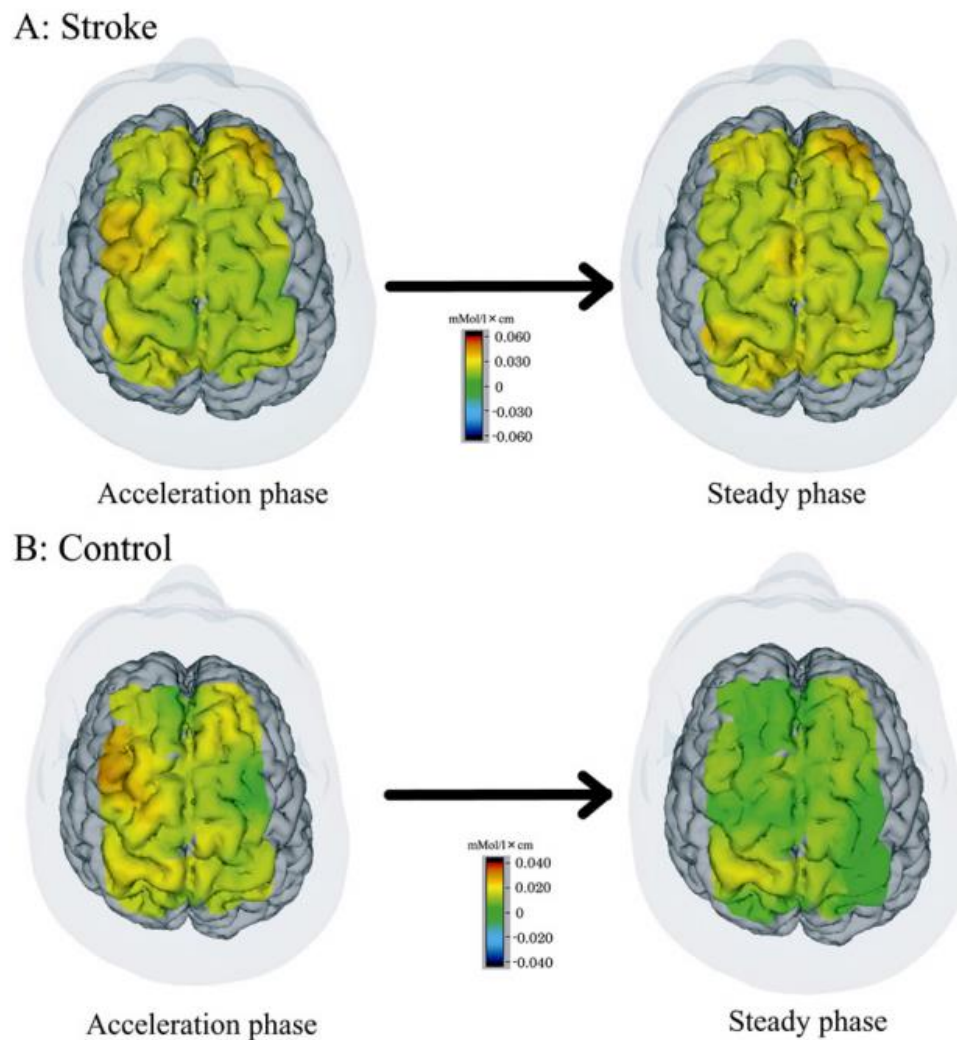 A: Stroke
mMol/l×cm
0.060
0.030
0
-0.030
-0.060
Acceleration phase
Steady phase
B: Control
mMol/l×cm
0.040
0.020
0
-0.020
-0.040
Acceleration phase
Steady phase